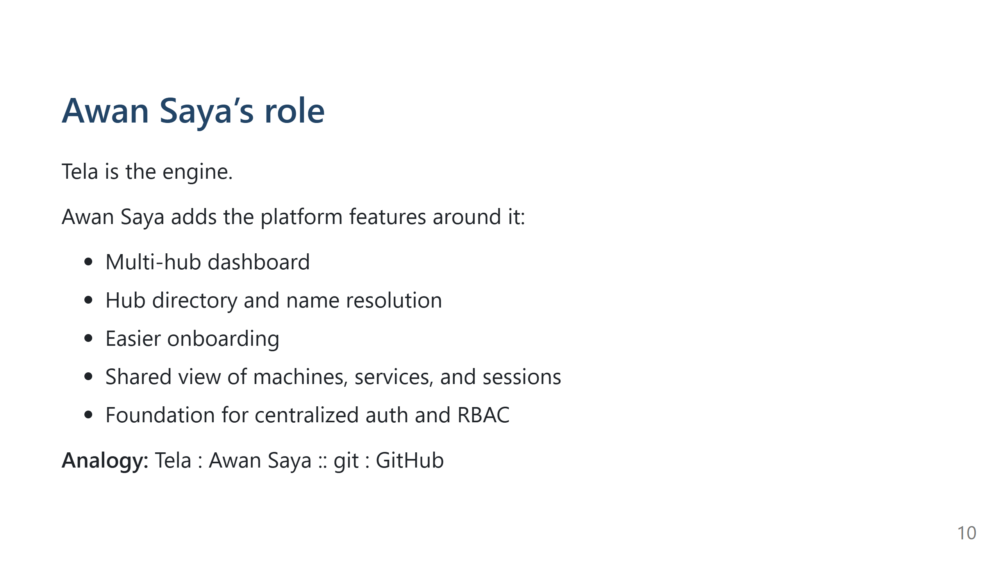 Awan Saya’s role
Tela is the engine.
Awan Saya adds the platform features around it:
• Multi-hub dashboard
• Hub directory and name resolution
• Easier onboarding
• Shared view of machines, services, and sessions
• Foundation for centralized auth and RBAC
Analogy: Tela : Awan Saya :: git : GitHub
10